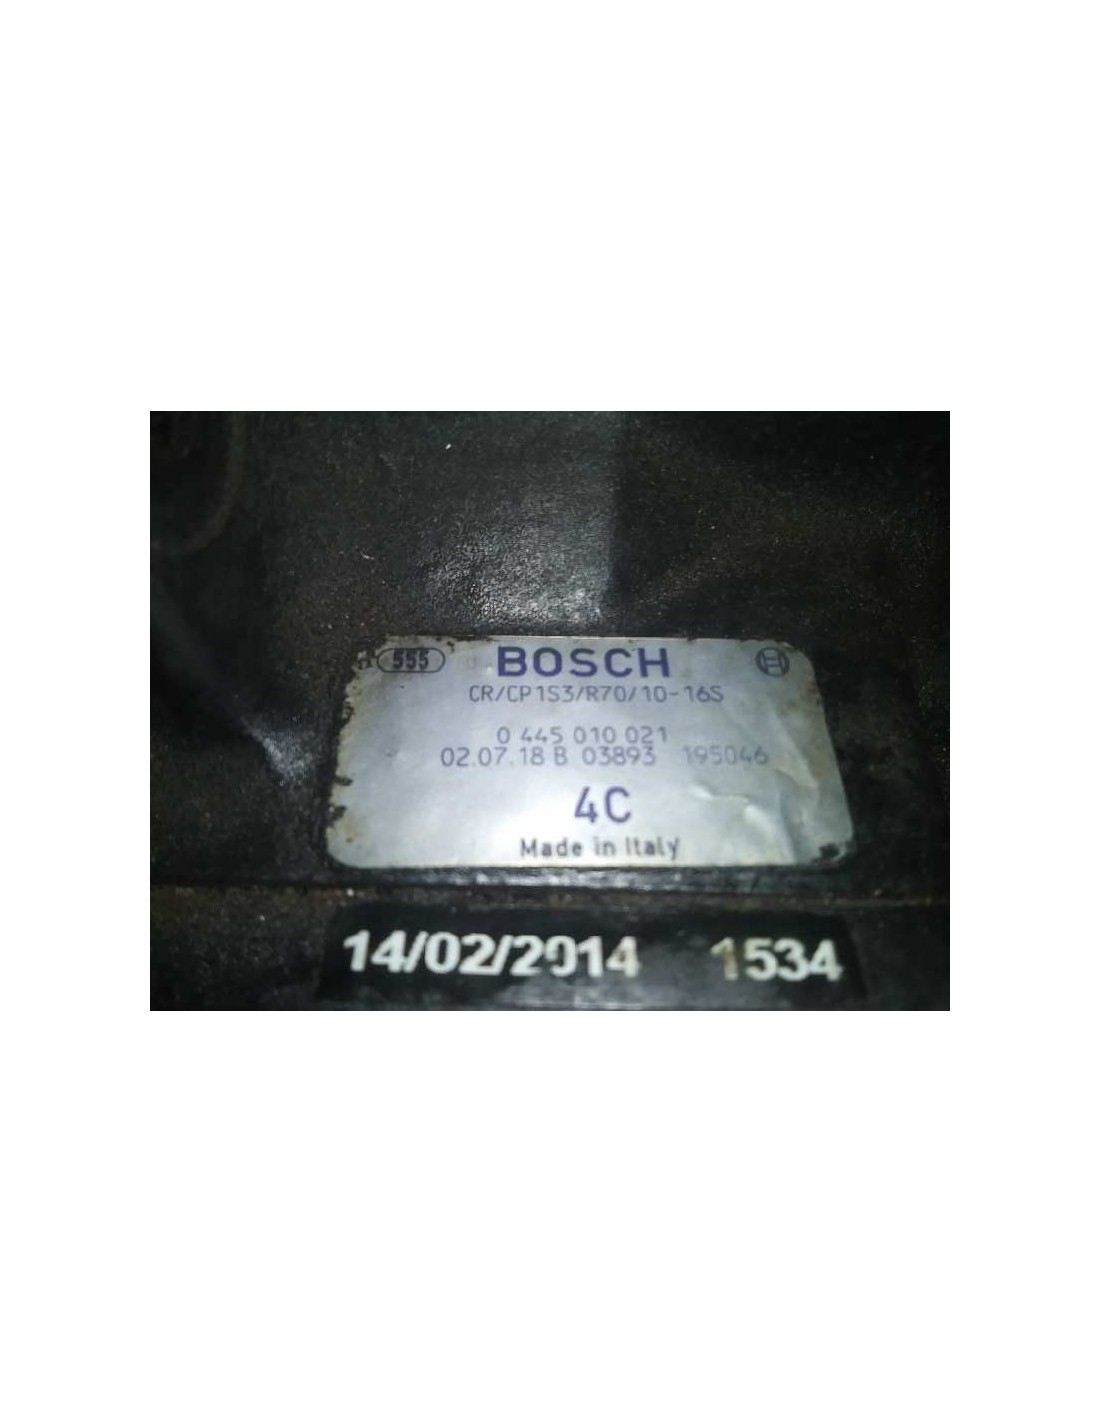 555 BOSCH
CR/CP1S3/R70/10-16S
0 445 010 021
02.07.18 B 03893 195046
4C
Made in Italy
14/02/2014 1534